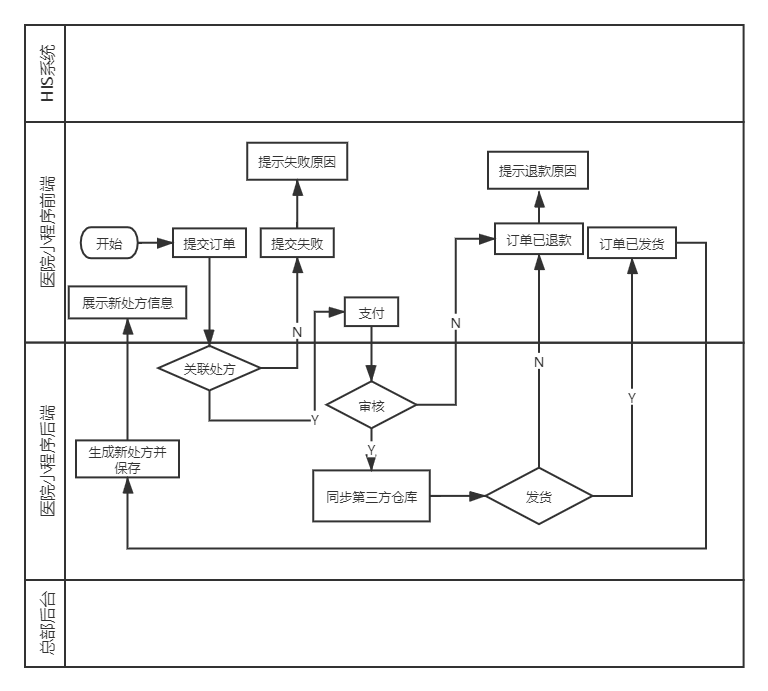 HIS系统
医院小程序前端
提示失败原因
提示退款原因
开始
提交订单
提交失败
订单已退款
订单已发货
展示新处方信息
支付
N
N
医院小程序后端
关联处方
N
Y
审核
Y
Y
生成新处方并
保存
同步第三方仓库
发货
总部后台